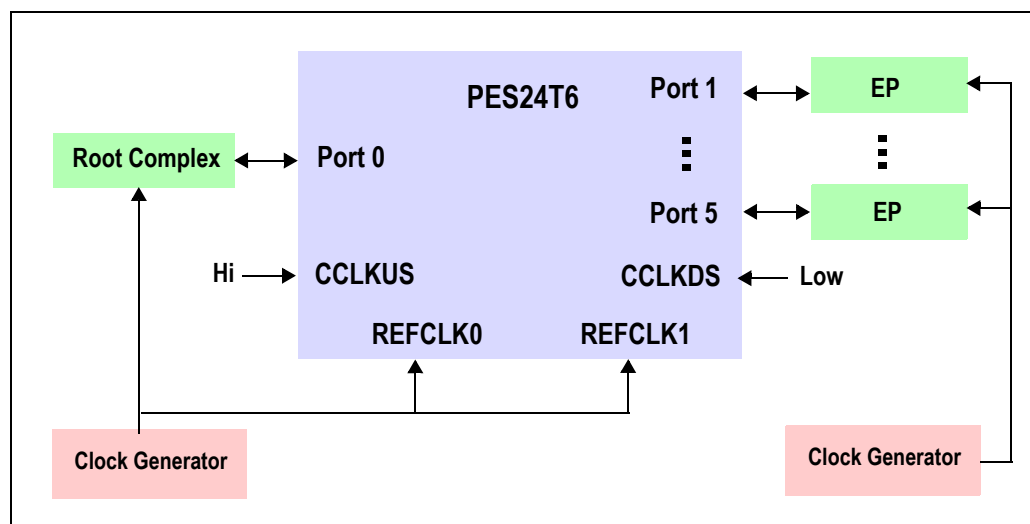 PES24T6
Port 1
EP
Root Complex
Port 0
Port 5
EP
Hi
CCLKUS
CCLKDS
Low
REFCLK0
REFCLK1
Clock Generator
Clock Generator